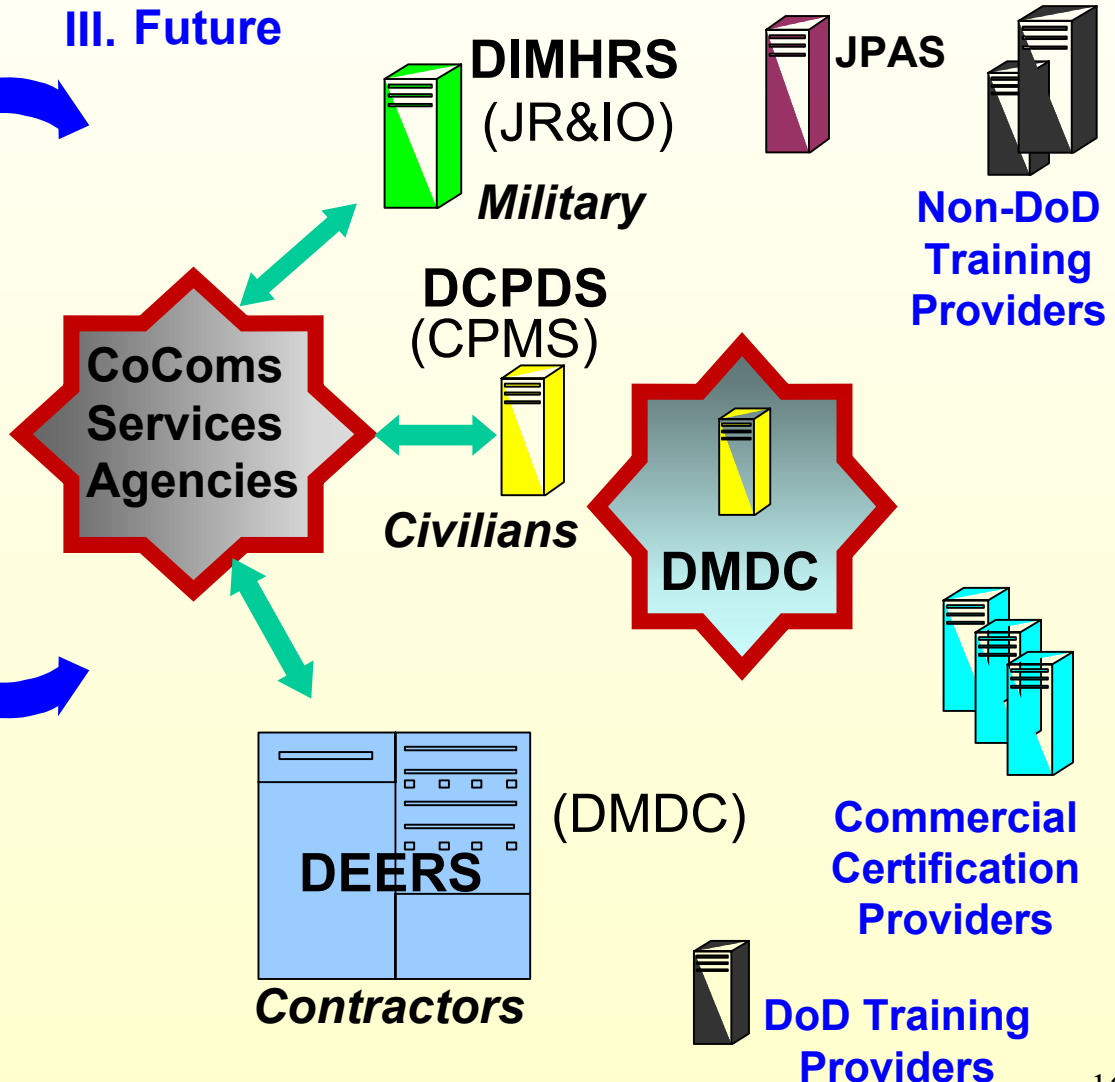 III. Future
DIMHRS
(JR&IO)
Military
JPAS
Non-DoD
Training
Providers
DCPDS
(CPMS)
Civilians
CoComs
Services
Agencies
DMDC
DEERS
(DMDC)
Contractors
Commercial
Certification
Providers
DoD Training
Providers